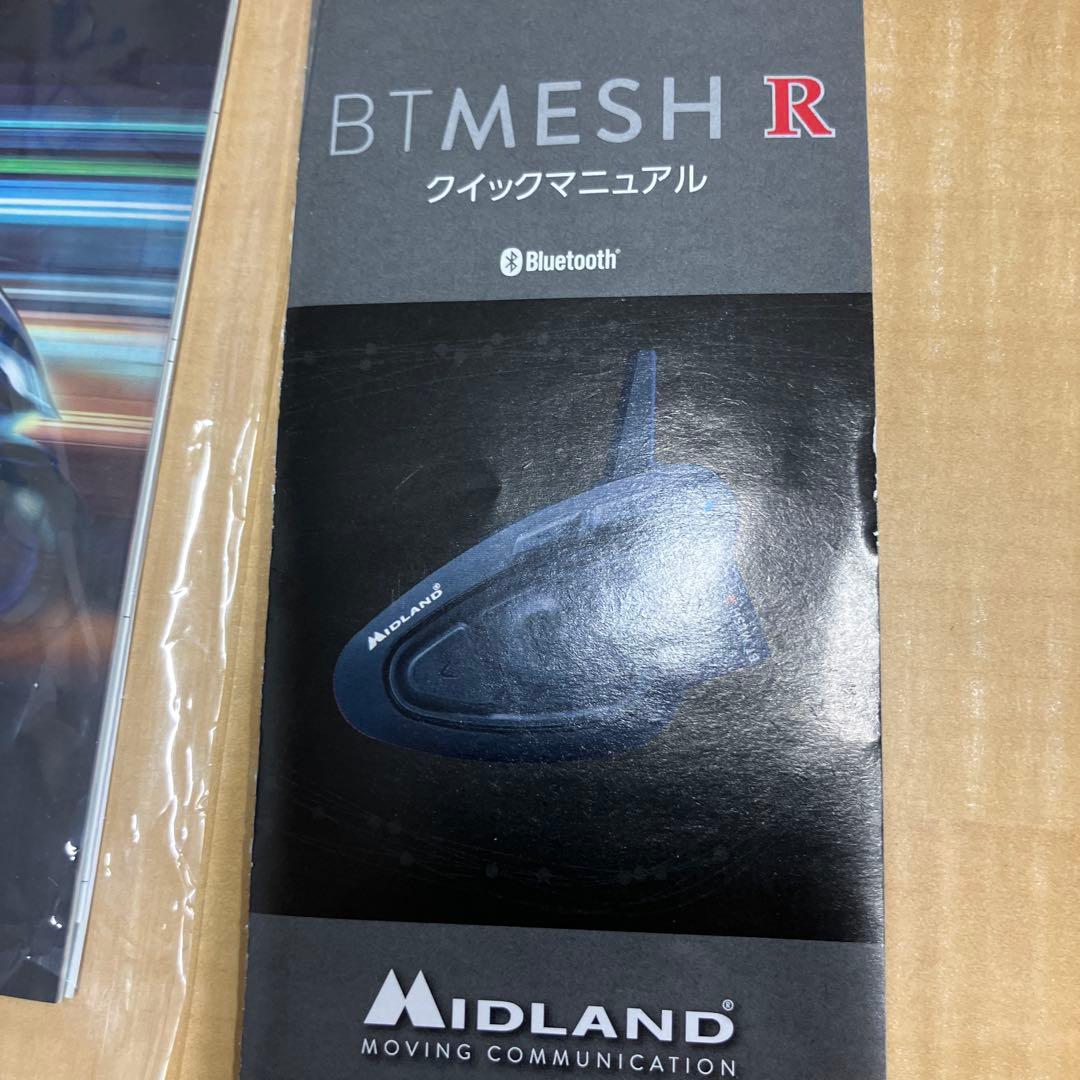 BTMESH R
クイックマニュアル
Bluetooth®
MIDLAND®
MIDLAND®
MOVING COMMUNICATION